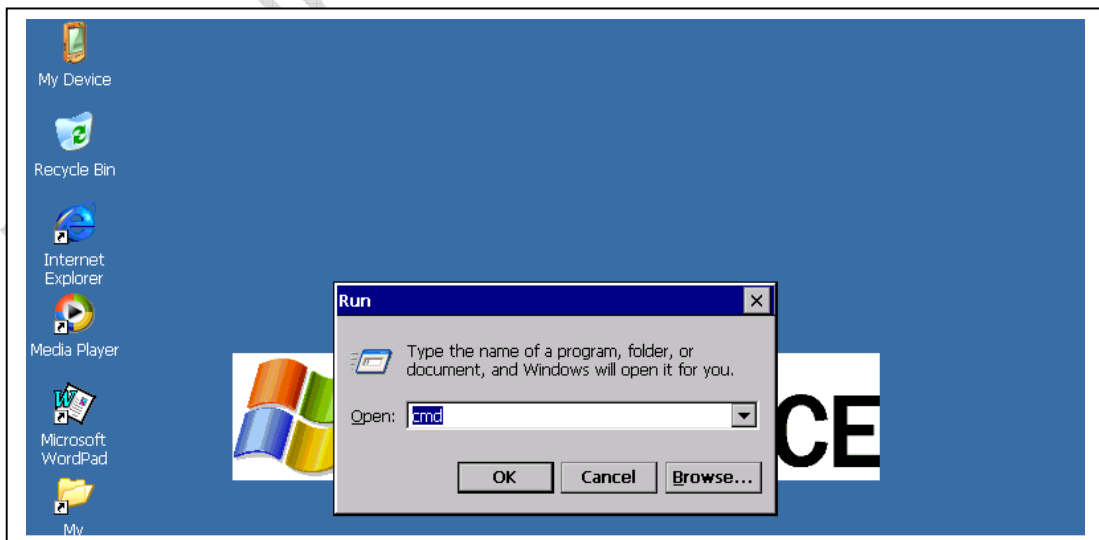 My Device
Recycle Bin
Internet
Explorer
Media Player
Microsoft
WordPad
My
Run
Type the name of a program, folder, or
document, and Windows will open it for you.
Open: cmd
OK Cancel Browse...
CE